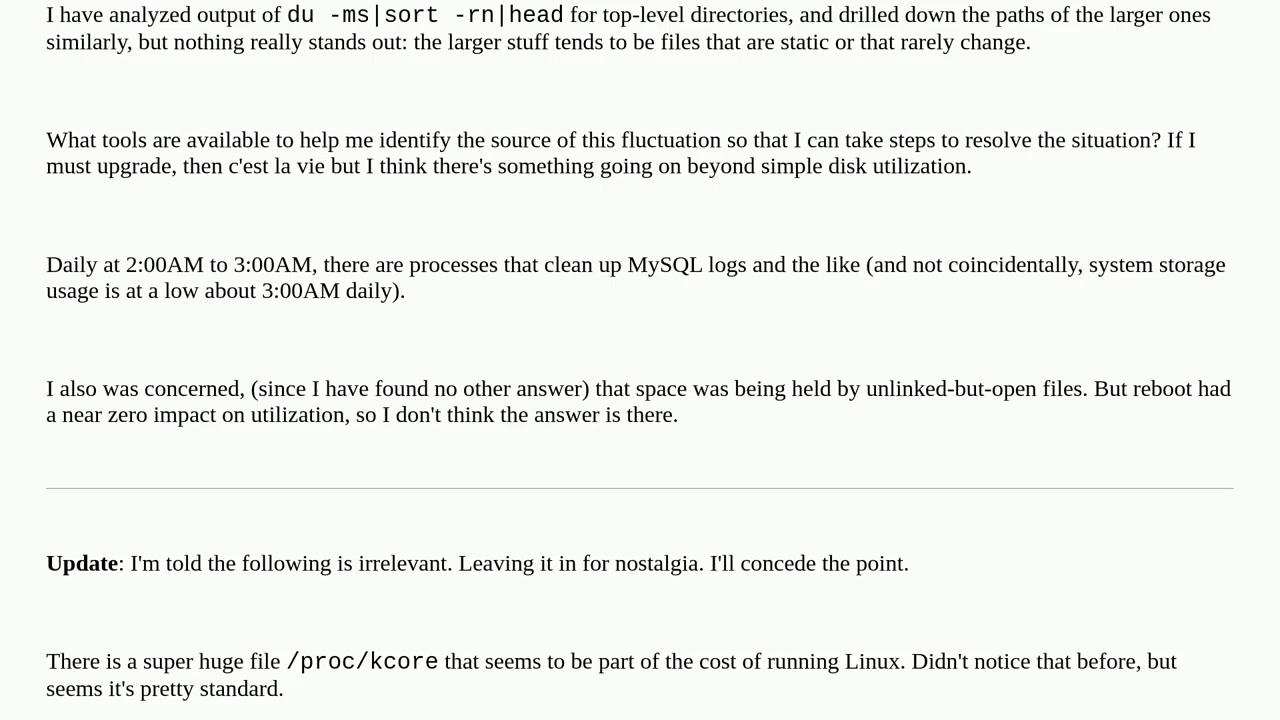 I have analyzed output of du -ms|sort -rn|head for top-level directories, and drilled down the paths of the larger ones
similarly, but nothing really stands out: the larger stuff tends to be files that are static or that rarely change.
What tools are available to help me identify the source of this fluctuation so that I can take steps to resolve the situation? If I
must upgrade, then c'est la vie but I think there's something going on beyond simple disk utilization.
Daily at 2:00AM to 3:00AM, there are processes that clean up MySQL logs and the like (and not coincidentally, system storage
usage is at a low about 3:00AM daily).
I also was concerned, (since I have found no other answer) that space was being held by unlinked-but-open files. But reboot had
a near zero impact on utilization, so I don't think the answer is there.
Update: I'm told the following is irrelevant. Leaving it in for nostalgia. I'll concede the point.
There is a super huge file /proc/kcore that seems to be part of the cost of running Linux. Didn't notice that before, but
seems it's pretty standard.